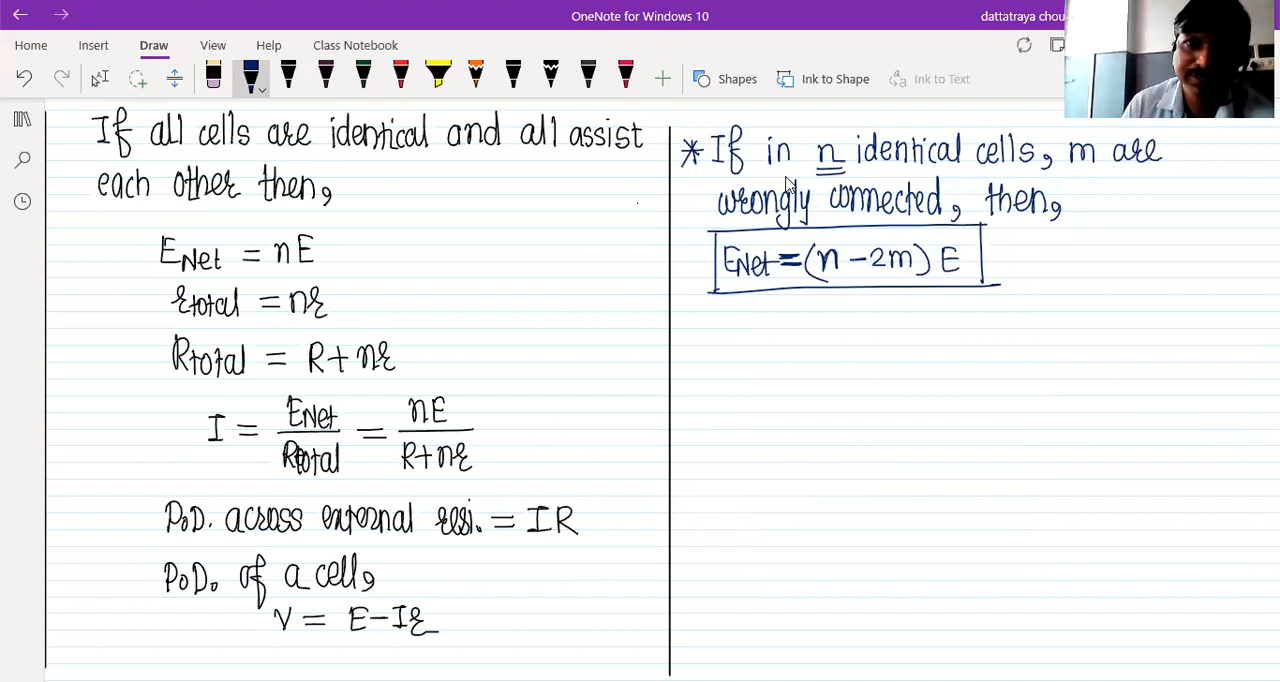 OneNote for Windows 10
dattatraya chou
Home Insert Draw View Help Class Notebook
Shapes Ink to Shape Ink to Text
If all cells are identical and all assist
each other then,
ENet = nE
rtotal = nr
Rtotal = R + nr
I = ENet / Rtotal = nE / R + nr
P.D. across external resi. = IR
P.D. of a cell,
V = E - Ir
*If in n identical cells, m are
wrongly connected, then,
ENet = (n - 2m) E